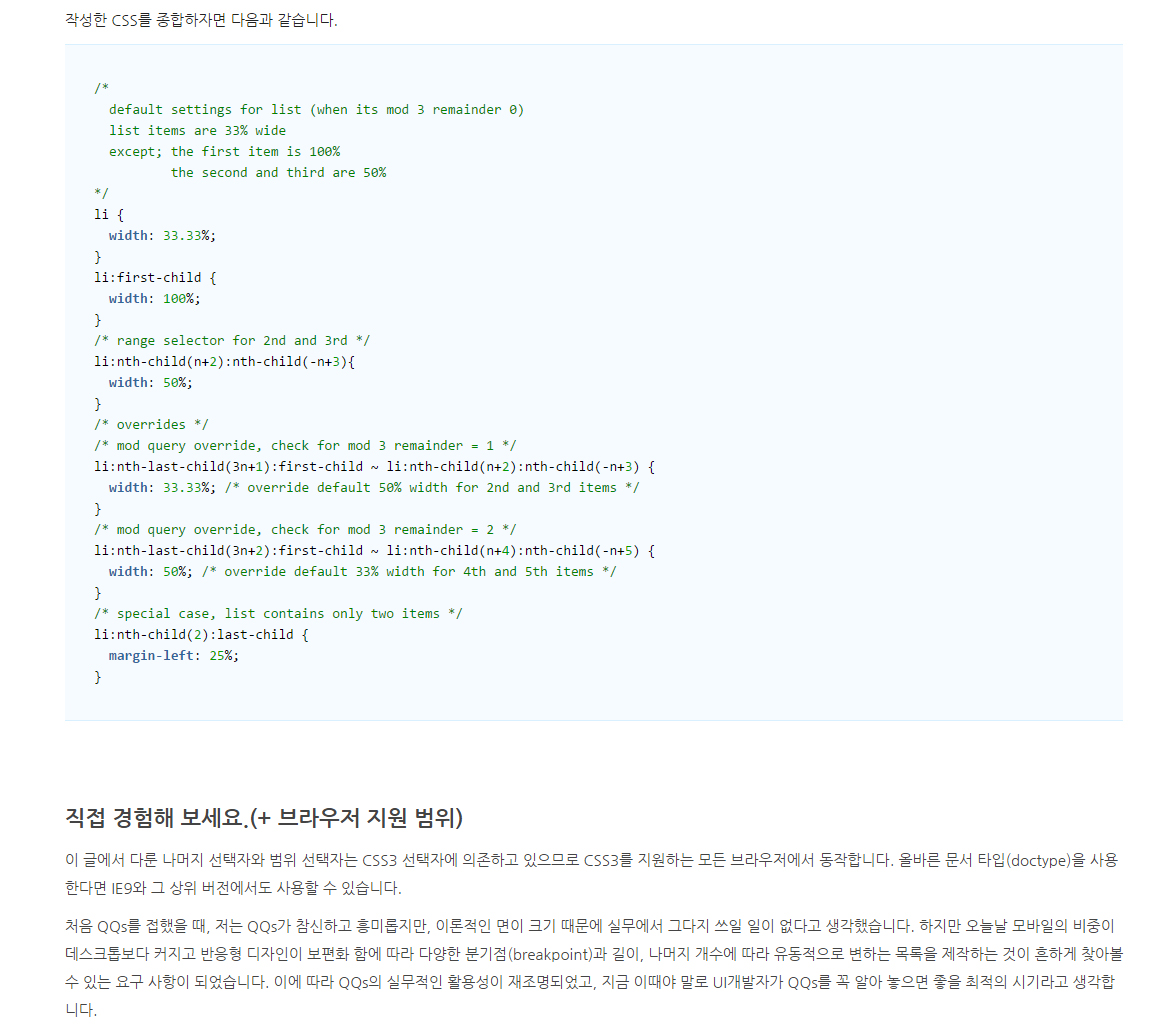 작성한 CSS를 종합하자면 다음과 같습니다.
/*
  default settings for list (when its mod 3 remainder 0)
  list items are 33% wide
  except; the first item is 100%
          the second and third are 50%
*/
li {
  width: 33.33%;
}
li:first-child {
  width: 100%;
}
/* range selector for 2nd and 3rd */
li:nth-child(n+2):nth-child(-n+3){
  width: 50%;
}
/* overrides */
/* mod query override, check for mod 3 remainder = 1 */
li:nth-last-child(3n+1):first-child ~ li:nth-child(n+2):nth-child(-n+3) {
  width: 33.33%; /* override default 50% width for 2nd and 3rd items */
}
/* mod query override, check for mod 3 remainder = 2 */
li:nth-last-child(3n+2):first-child ~ li:nth-child(n+4):nth-child(-n+5) {
  width: 50%; /* override default 33% width for 4th and 5th items */
}
/* special case, list contains only two items */
li:nth-child(2):last-child {
  margin-left: 25%;
}
직접 경험해 보세요.(+ 브라우저 지원 범위)
이 글에서 다룬 나머지 선택자와 범위 선택자는 CSS3 선택자에 의존하고 있으므로 CSS3를 지원하는 모든 브라우저에서 동작합니다. 올바른 문서 타입(doctype)을 사용
한다면 IE9와 그 상위 버전에서도 사용할 수 있습니다.
처음 QQs를 접했을 때, 저는 QQs가 참신하고 흥미롭지만, 이론적인 면이 크기 때문에 실무에서 그다지 쓰일 일이 없다고 생각했습니다. 하지만 오늘날 모바일의 비중이
데스크톱보다 커지고 반응형 디자인이 보편화 함에 따라 다양한 분기점(breakpoint)과 길이, 나머지 개수에 따라 유동적으로 변하는 목록을 제작하는 것이 흔하게 찾아볼
수 있는 요구 사항이 되었습니다. 이에 따라 QQs의 실무적인 활용성이 재조명되었고, 지금 이때야 말로 UI개발자가 QQs를 꼭 알아 놓으면 좋을 최적의 시기라고 생각합
니다.